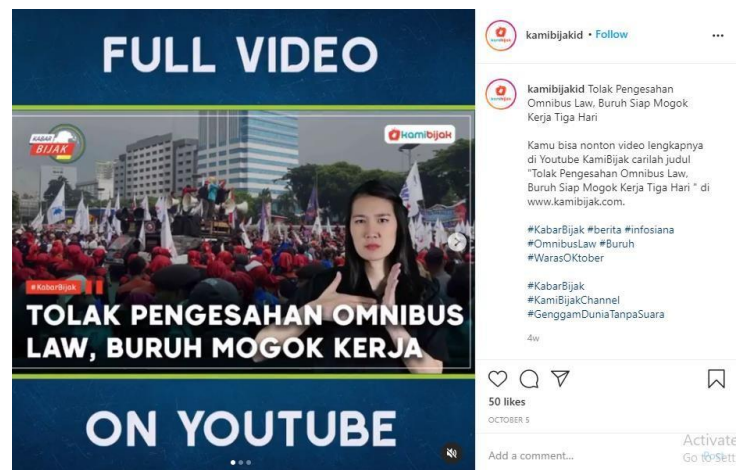 FULL VIDEO
KABAR
BIJAK
kamibijak
#KabarBijak
TOLAK PENGESAHAN OMNIBUS
LAW, BURUH MOGOK KERJA
ON YOUTUBE
kamibijakid • Follow
kamibijakid Tolak Pengesahan
Omnibus Law, Buruh Siap Mogok
Kerja Tiga Hari
Kamu bisa nonton video lengkapnya
di Youtube KamiBijak carilah judul
"Tolak Pengesahan Omnibus Law,
Buruh Siap Mogok Kerja Tiga Hari " di
www.kamibijak.com.
#KabarBijak #berita #infosiana
#OmnibusLaw #Buruh
#WarasOKtober
#KabarBijak
#KamiBijakChannel
#GenggamDuniaTanpaSuara
4w
50 likes
OCTOBER 5
Add a comment...
Activate
Go to Sett